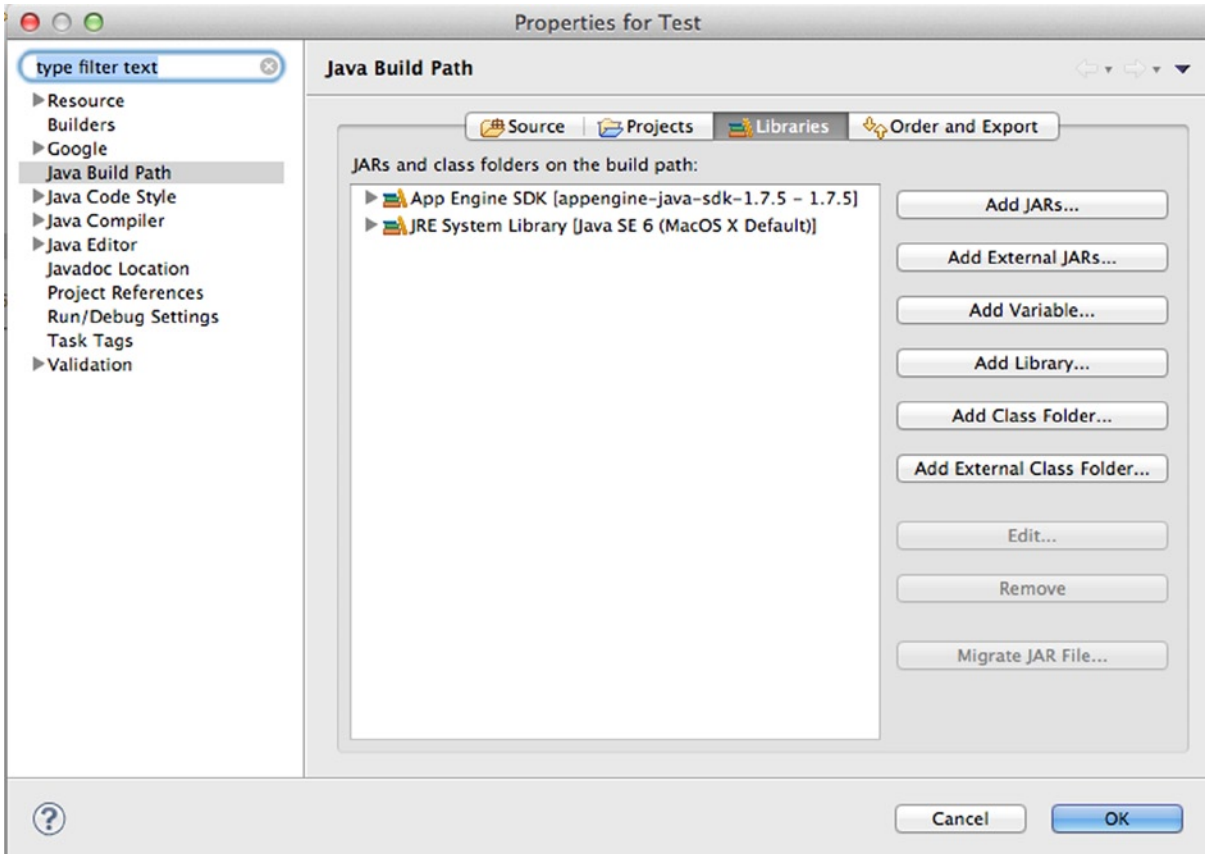 Properties for Test
type filter text
Resource
Builders
Google
Java Build Path
Java Code Style
Java Compiler
Java Editor
Javadoc Location
Project References
Run/Debug Settings
Task Tags
Validation
Java Build Path
Source Projects Libraries Order and Export
JARs and class folders on the build path:
App Engine SDK [appengine-java-sdk-1.7.5 - 1.7.5]
JRE System Library [Java SE 6 (MacOS X Default)]
Add JARs...
Add External JARs...
Add Variable...
Add Library...
Add Class Folder...
Add External Class Folder...
Edit...
Remove
Migrate JAR File...
?
Cancel OK